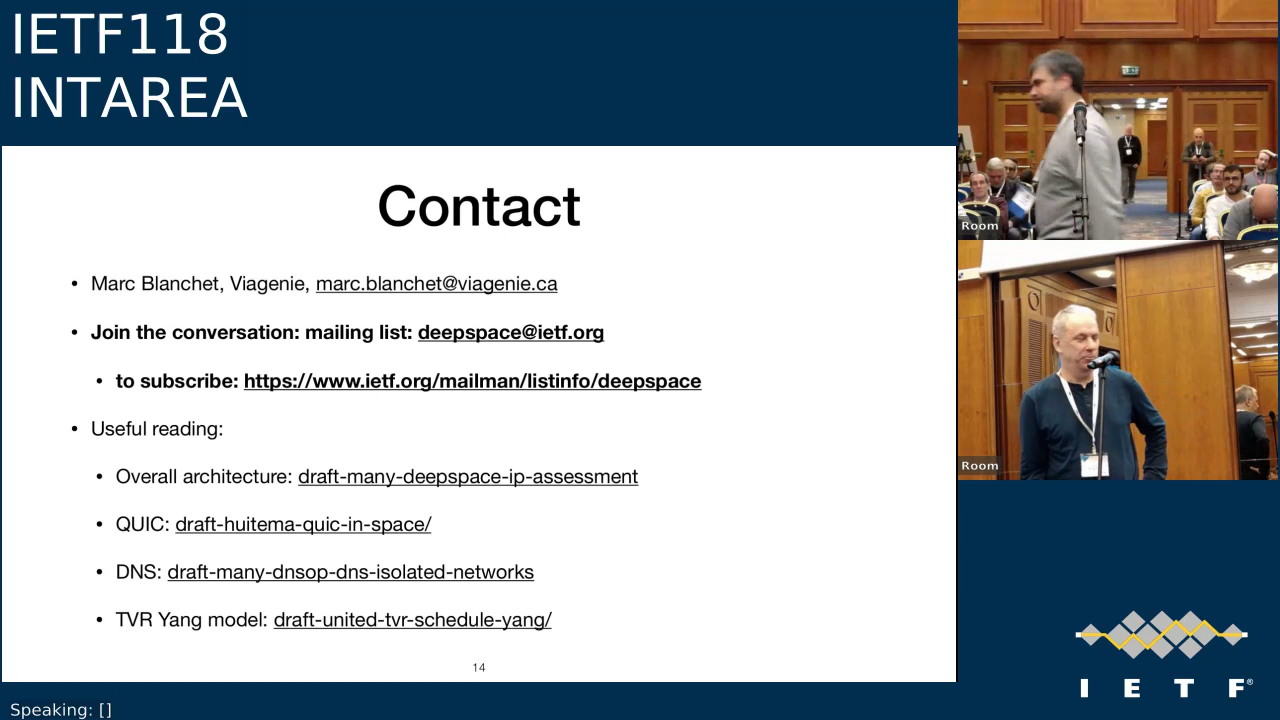 IETF118
INTAREA
Contact
• Marc Blanchet, Viagenie, marc.blanchet@viagenie.ca
• Join the conversation: mailing list: deepspace@ietf.org
• to subscribe: https://www.ietf.org/mailman/listinfo/deepspace
• Useful reading:
• Overall architecture: draft-many-deepspace-ip-assessment
• QUIC: draft-huitema-quic-in-space/
• DNS: draft-many-dnsop-dns-isolated-networks
• TVR Yang model: draft-united-tvr-schedule-yang/
14
Room
Room
I E T F®
Speaking: []